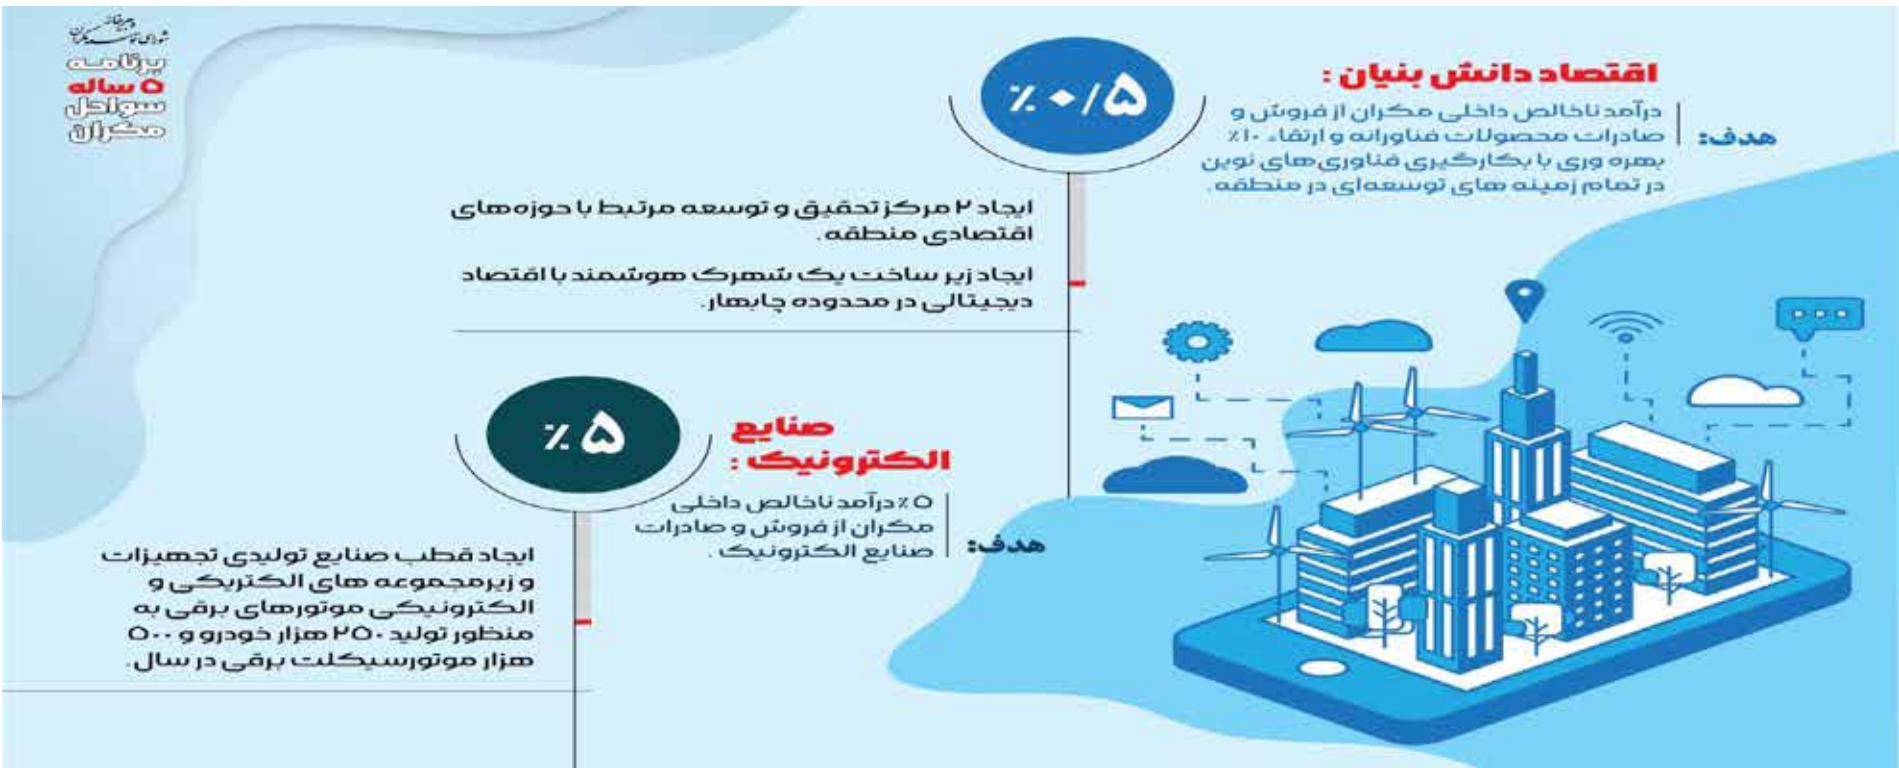 دبیرخانه
شورای توسعه مکران
برنامه
۵ ساله
سواحل
مکران
اقتصاد دانش بنیان :
٪۰/۵
هدف:
درآمد ناخالص داخلی مکران از فروش و
صادرات محصولات فناورانه و ارتقاء ۱۰٪
بهره وری با بکارگیری فناوری‌های نوین
در تمام زمینه های توسعه‌ای در منطقه.
ایجاد ۲ مرکز تحقیق و توسعه مرتبط با حوزه‌های
اقتصادی منطقه.
ایجاد زیر ساخت یک شهرک هوشمند با اقتصاد
دیجیتالی در محدوده چابهار.
صنایع
الکترونیک :
٪۵
هدف:
۵٪ درآمد ناخالص داخلی
مکران از فروش و صادرات
صنایع الکترونیک .
ایجاد قطب صنایع تولیدی تجهیزات
و زیرمجموعه های الکتریکی و
الکترونیکی موتورهای برقی به
منظور تولید ۲۵۰ هزار خودرو و ۵۰۰
هزار موتورسیکلت برقی در سال.